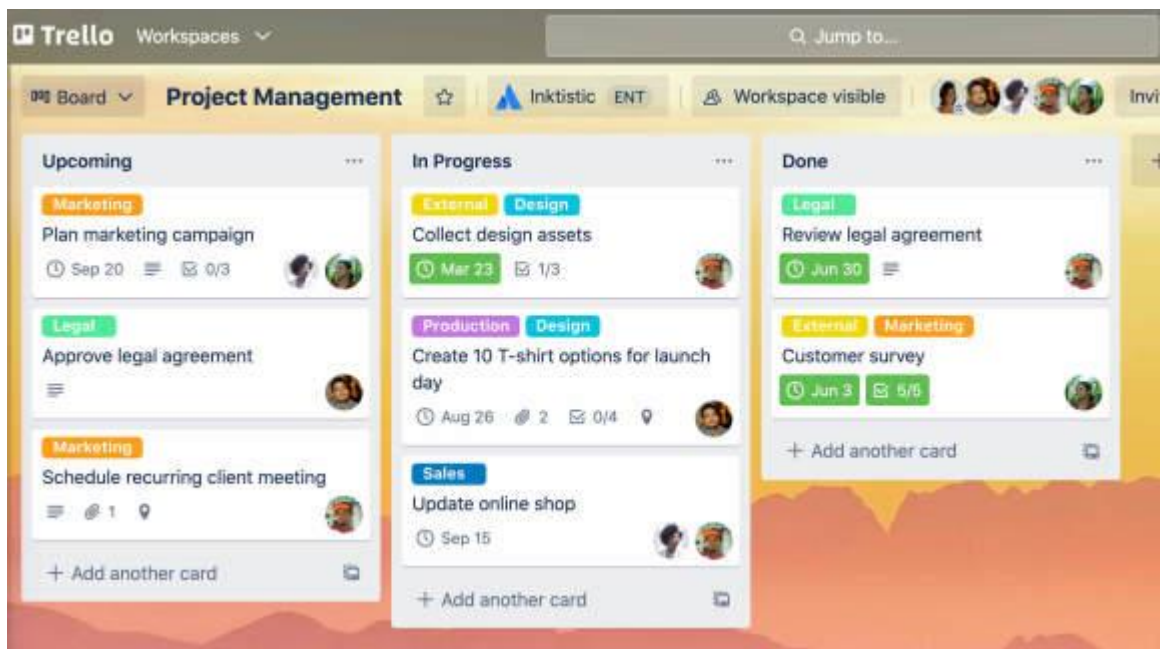 Trello Workspaces Jump to...
Board Project Management Inktistic ENT Workspace visible Invi
Upcoming
Marketing
Plan marketing campaign
Sep 20 0/3
Legal
Approve legal agreement
Marketing
Schedule recurring client meeting
1
+ Add another card
In Progress
External Design
Collect design assets
Mar 23 1/3
Production Design
Create 10 T-shirt options for launch
day
Aug 26 2 0/4
Sales
Update online shop
Sep 15
+ Add another card
Done
Legal
Review legal agreement
Jun 30
External Marketing
Customer survey
Jun 3 5/5
+ Add another card